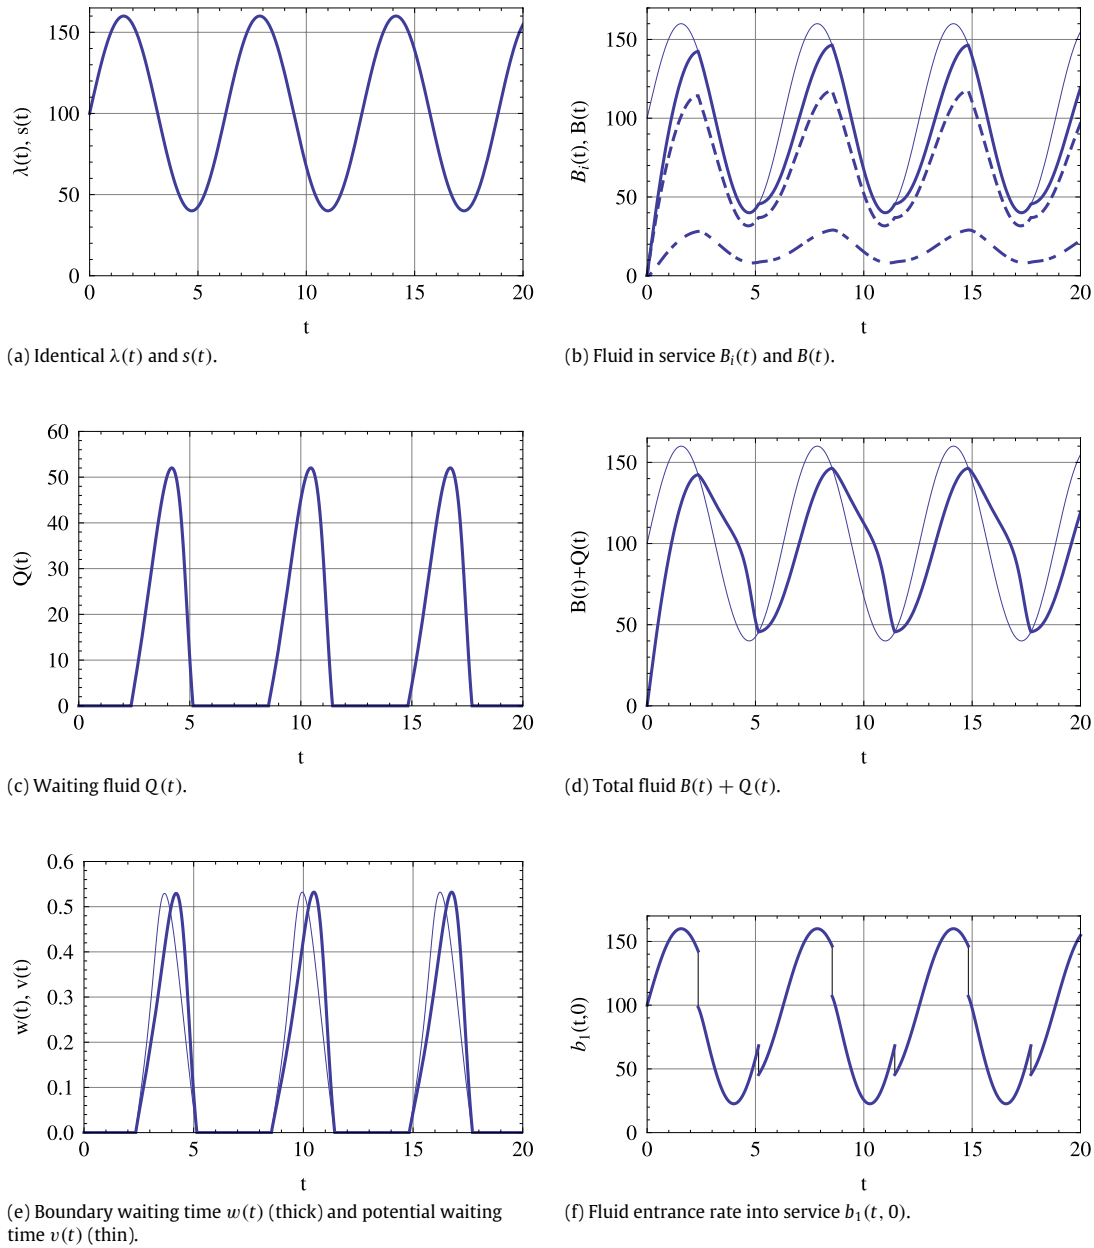 150
100
50
0
λ(t), s(t)
0 5 10 15 20
t
(a) Identical λ(t) and s(t).
150
100
50
0
B_i(t), B(t)
0 5 10 15 20
t
(b) Fluid in service B_i(t) and B(t).
60
50
40
30
20
10
0
Q(t)
0 5 10 15 20
t
(c) Waiting fluid Q(t).
150
100
50
0
B(t)+Q(t)
0 5 10 15 20
t
(d) Total fluid B(t) + Q(t).
0.6
0.5
0.4
0.3
0.2
0.1
0.0
w(t), v(t)
0 5 10 15 20
t
(e) Boundary waiting time w(t) (thick) and potential waiting
time v(t) (thin).
150
100
50
0
b_1(t,0)
0 5 10 15 20
t
(f) Fluid entrance rate into service b_1(t, 0).